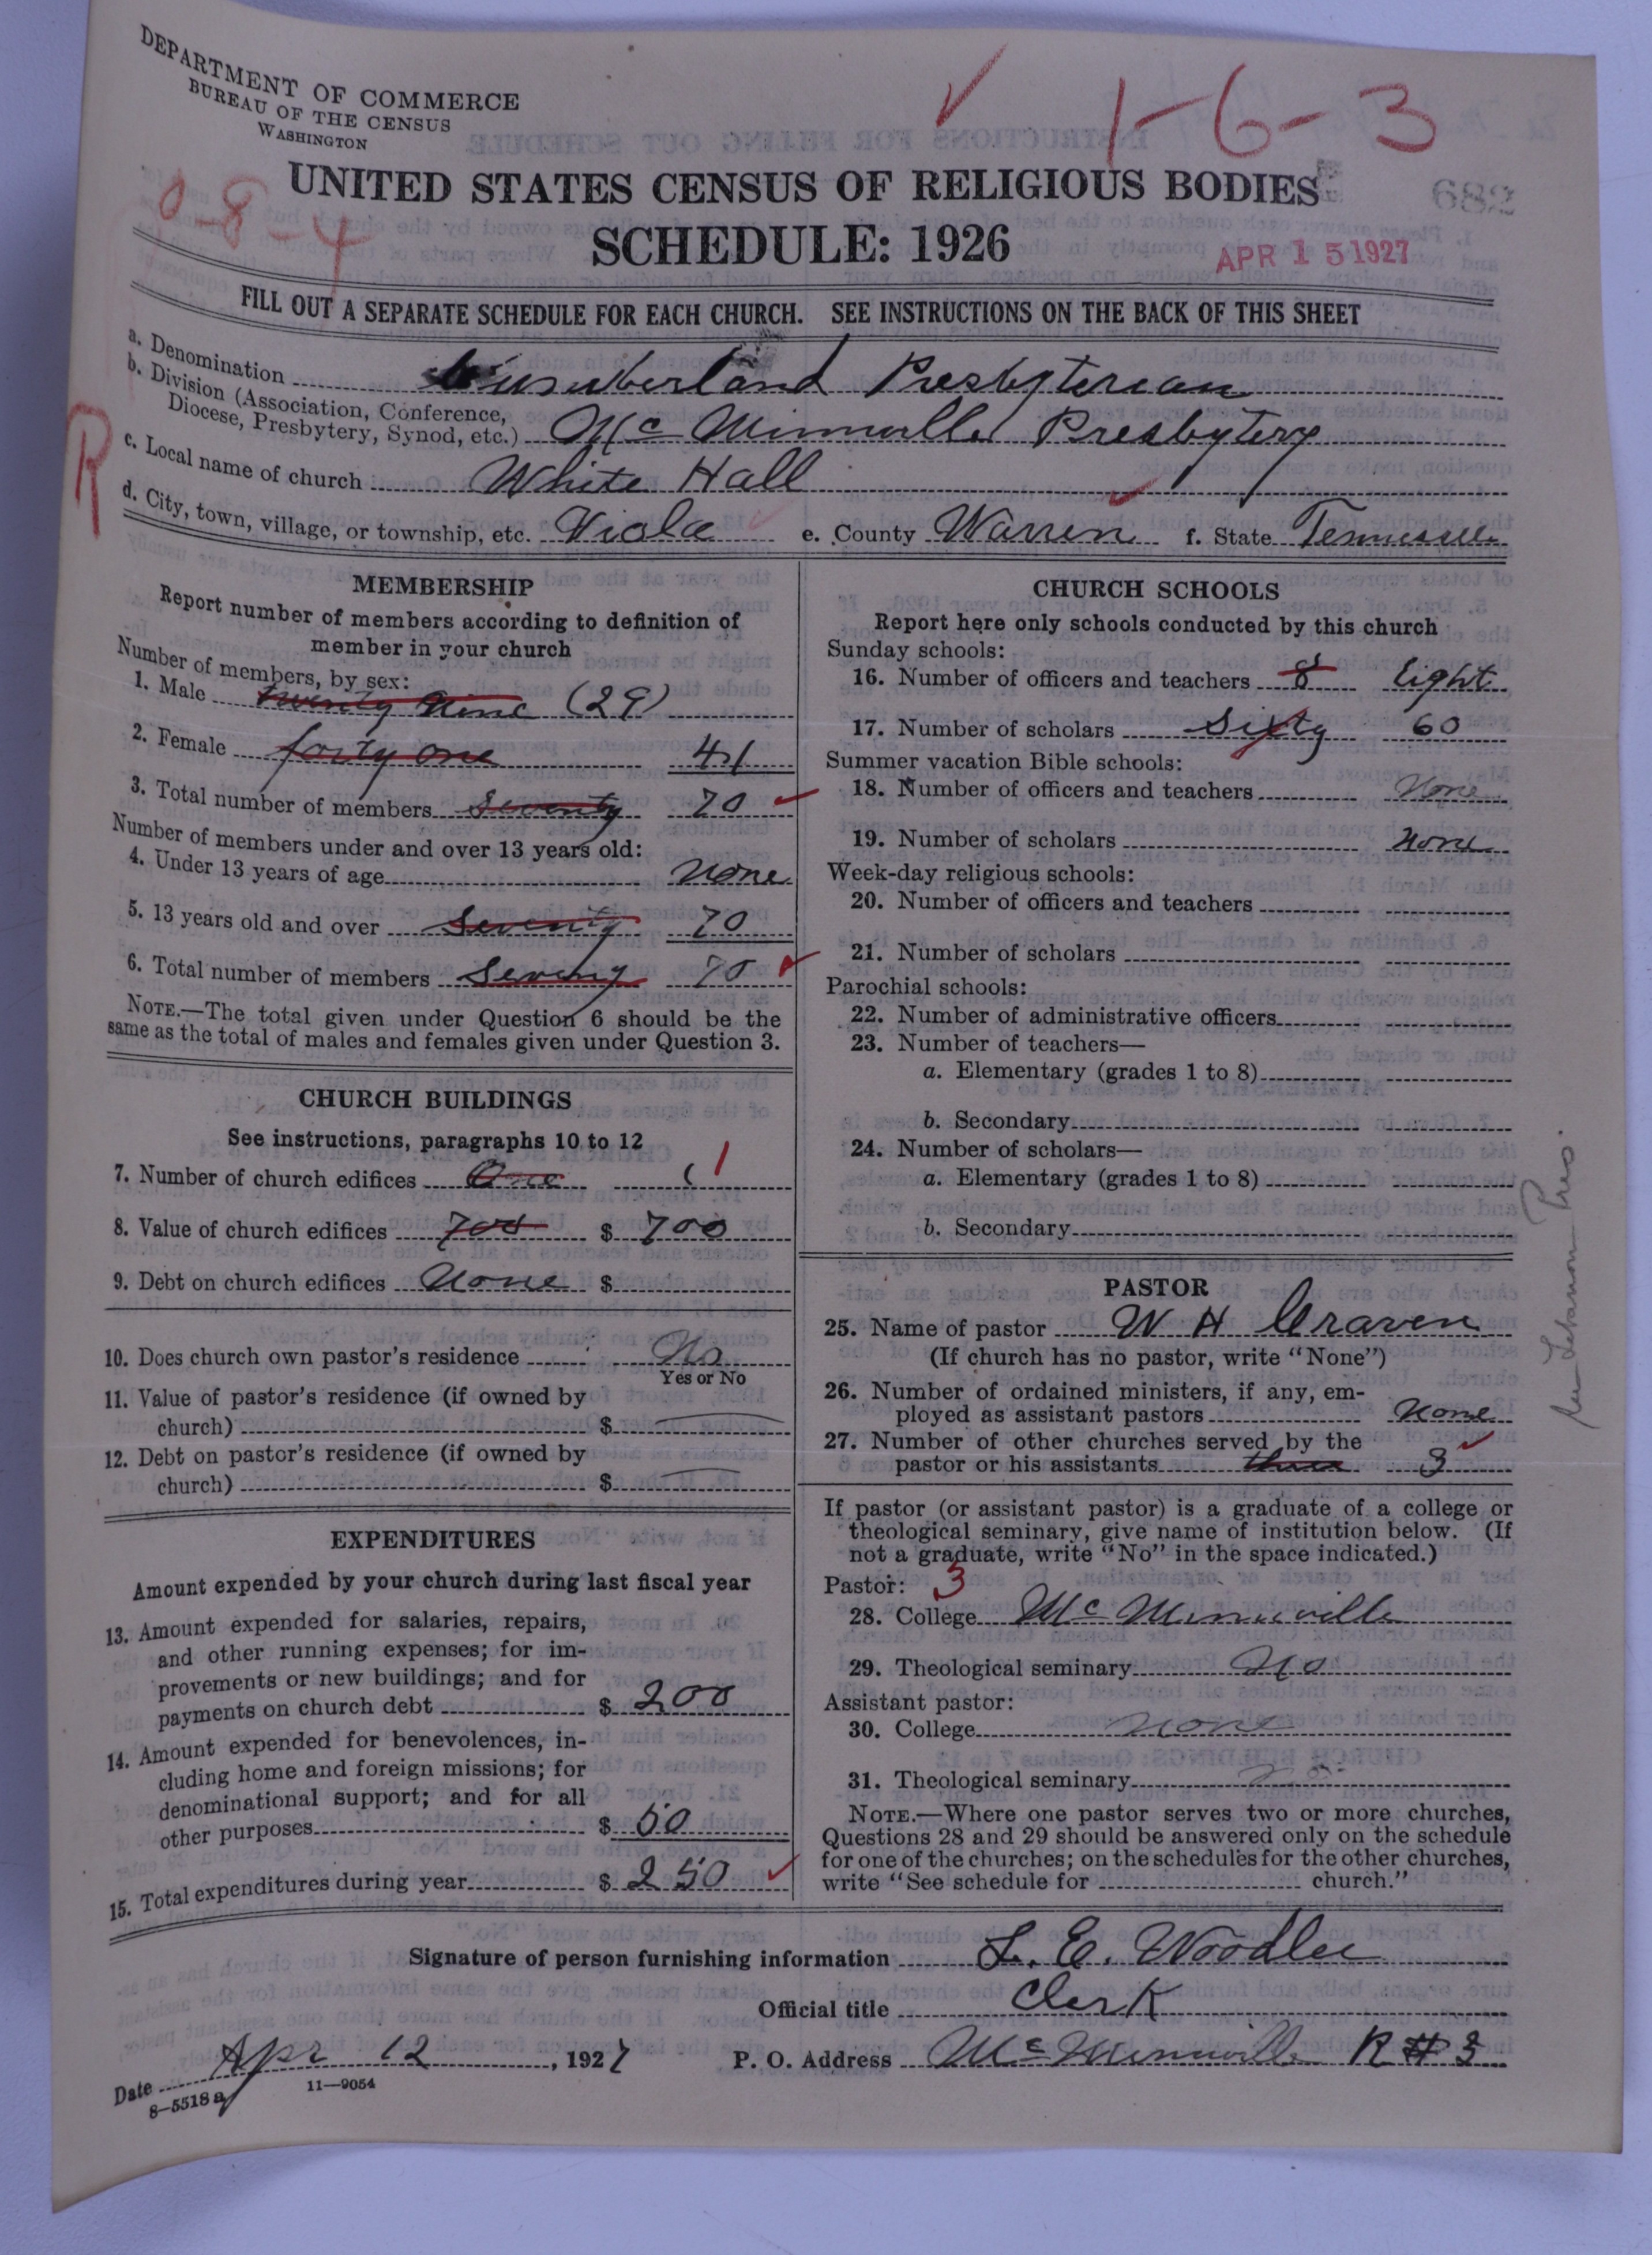 DEPARTMENT OF COMMERCE
BUREAU OF THE CENSUS
WASHINGTON
1-6-3
UNITED STATES CENSUS OF RELIGIOUS BODIES
682
0-8-4
SCHEDULE: 1926
APR 15 1927
FILL OUT A SEPARATE SCHEDULE FOR EACH CHURCH. SEE INSTRUCTIONS ON THE BACK OF THIS SHEET
a. Denomination Cumberland Presbyterian
b. Division (Association, Conference, Diocese, Presbytery, Synod, etc.) McMinnville Presbytery
R
c. Local name of church White Hall
d. City, town, village, or township, etc. Viola e. County Warren f. State Tennessee
MEMBERSHIP
Report number of members according to definition of
member in your church
Number of members, by sex:
1. Male twenty nine (29)
2. Female forty one 41
3. Total number of members seventy 70
Number of members under and over 13 years old:
4. Under 13 years of age None
5. 13 years old and over seventy 70
6. Total number of members seventy 70
NOTE.—The total given under Question 6 should be the
same as the total of males and females given under Question 3.
CHURCH BUILDINGS
See instructions, paragraphs 10 to 12
7. Number of church edifices One ( 1
8. Value of church edifices 700 $ 700
9. Debt on church edifices None $
10. Does church own pastor's residence No
Yes or No
11. Value of pastor's residence (if owned by
church) $
12. Debt on pastor's residence (if owned by
church) $
EXPENDITURES
Amount expended by your church during last fiscal year
13. Amount expended for salaries, repairs,
and other running expenses; for im-
provements or new buildings; and for
payments on church debt $ 200
14. Amount expended for benevolences, in-
cluding home and foreign missions; for
denominational support; and for all
other purposes $ 50
15. Total expenditures during year $ 250
CHURCH SCHOOLS
Report here only schools conducted by this church
Sunday schools:
16. Number of officers and teachers 8 Eight
17. Number of scholars Sixty 60
Summer vacation Bible schools:
18. Number of officers and teachers None
19. Number of scholars None
Week-day religious schools:
20. Number of officers and teachers
21. Number of scholars
Parochial schools:
22. Number of administrative officers
23. Number of teachers—
a. Elementary (grades 1 to 8)
b. Secondary
24. Number of scholars—
a. Elementary (grades 1 to 8)
b. Secondary
PASTOR
25. Name of pastor W H Craven
(If church has no pastor, write "None")
26. Number of ordained ministers, if any, em-
ployed as assistant pastors None
27. Number of other churches served by the
pastor or his assistants three 3
If pastor (or assistant pastor) is a graduate of a college or
theological seminary, give name of institution below. (If
not a graduate, write "No" in the space indicated.)
Pastor: 3
28. College McMinnville
29. Theological seminary No
Assistant pastor:
30. College None
31. Theological seminary
NOTE.—Where one pastor serves two or more churches,
Questions 28 and 29 should be answered only on the schedule
for one of the churches; on the schedules for the other churches,
write "See schedule for church."
Lebanon Pres.
Signature of person furnishing information L. E. Woodlee
Official title Clerk
Date Apr 12, 1927 P. O. Address McMinnville R # 3
8-5518 a 11-9054